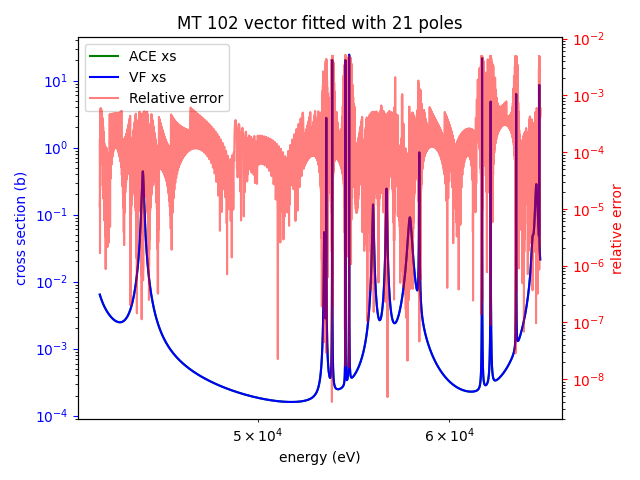 MT 102 vector fitted with 21 poles
ACE xs
VF xs
Relative error
10¹
10⁰
10⁻¹
10⁻²
10⁻³
10⁻⁴
cross section (b)
10⁻²
10⁻³
10⁻⁴
10⁻⁵
10⁻⁶
10⁻⁷
10⁻⁸
relative error
5 × 10⁴
6 × 10⁴
energy (eV)